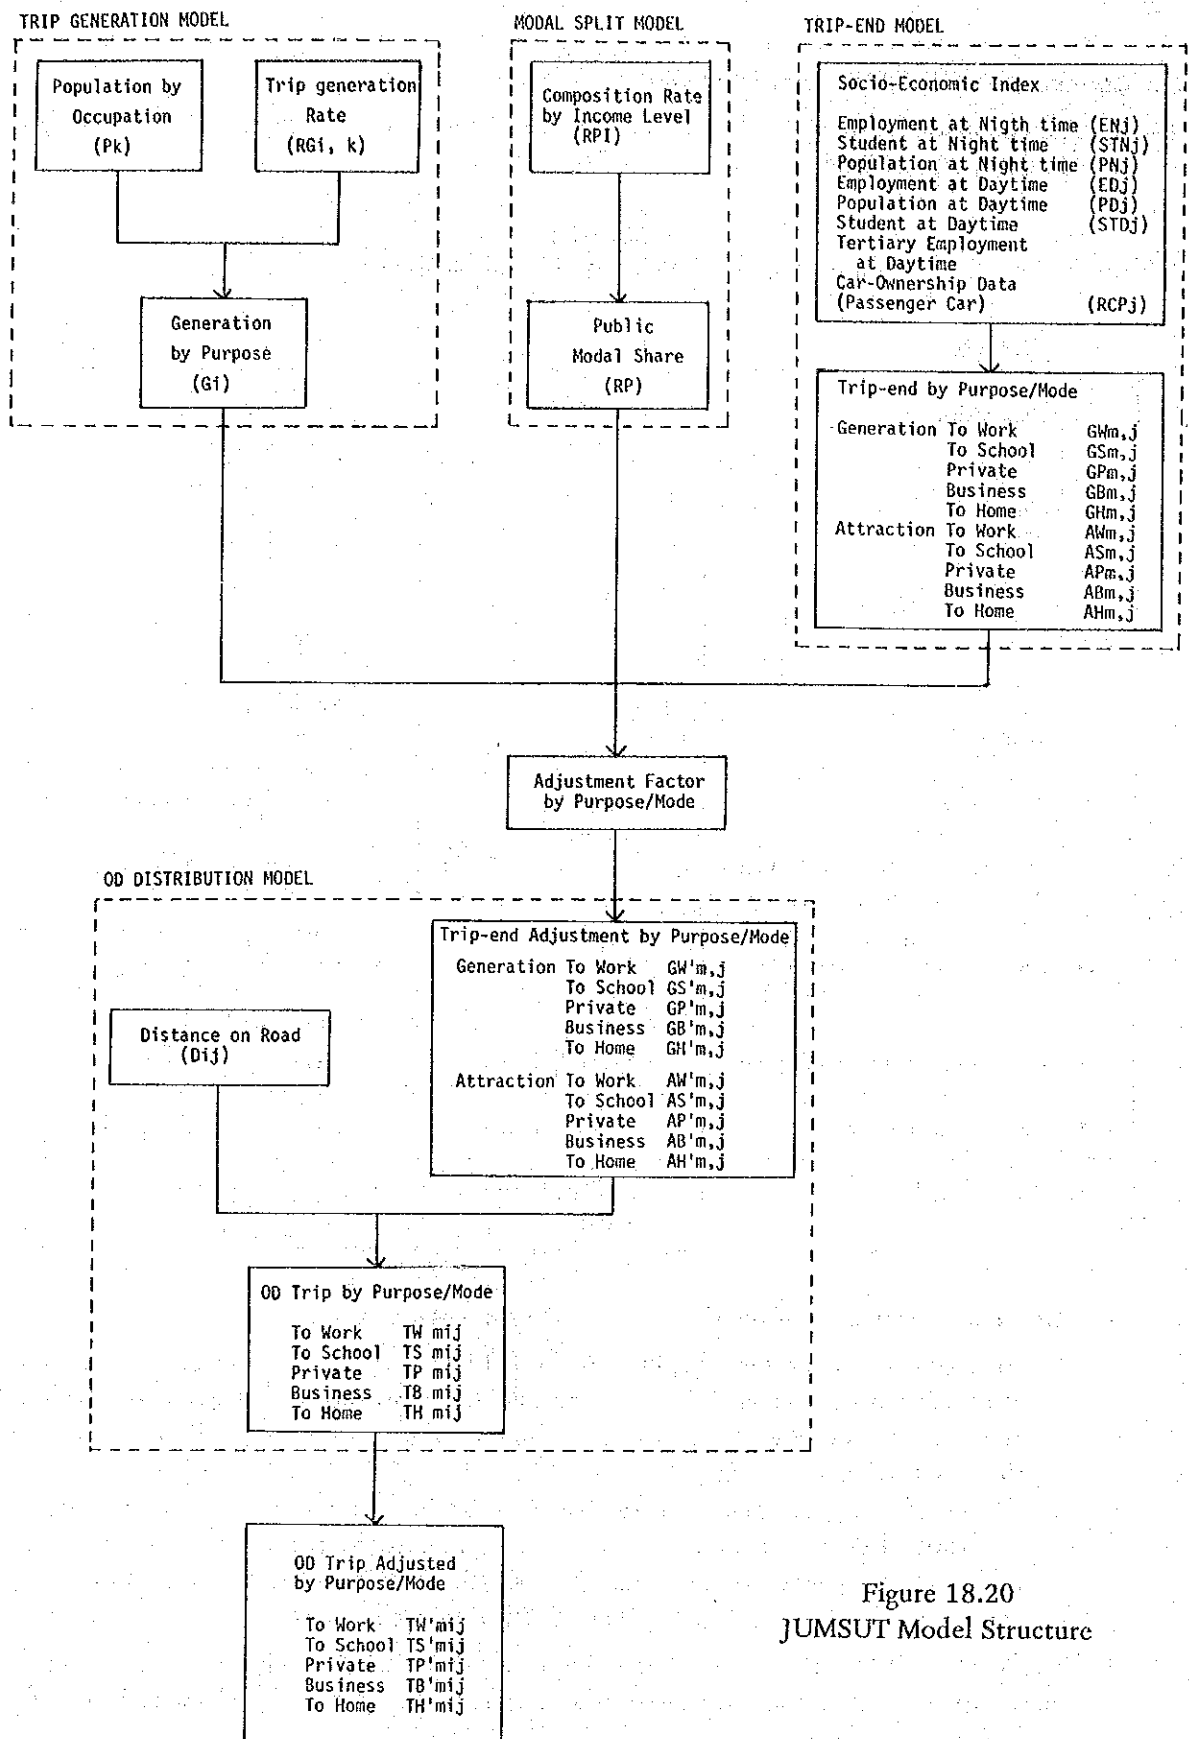 TRIP GENERATION MODEL
Population by
Occupation
(Pk)
Trip generation
Rate
(RGi, k)
Generation
by Purpose
(Gi)
MODAL SPLIT MODEL
Composition Rate
by Income Level
(RPI)
Public
Modal Share
(RP)
TRIP-END MODEL
Socio-Economic Index
Employment at Nigth time (ENj)
Student at Night time (STNj)
Population at Night time (PNj)
Employment at Daytime (EDj)
Population at Daytime (PDj)
Student at Daytime (STDj)
Tertiary Employment
at Daytime
Car-Ownership Data
(Passenger Car) (RCPj)
Trip-end by Purpose/Mode
Generation To Work GWm,j
To School GSm,j
Private GPm,j
Business GBm,j
To Home GHm,j
Attraction To Work AWm,j
To School ASm,j
Private APm,j
Business ABm,j
To Home AHm,j
Adjustment Factor
by Purpose/Mode
OD DISTRIBUTION MODEL
Distance on Road
(Dij)
Trip-end Adjustment by Purpose/Mode
Generation To Work GW'm,j
To School GS'm,j
Private GP'm,j
Business GB'm,j
To Home GH'm,j
Attraction To Work AW'm,j
To School AS'm,j
Private AP'm,j
Business AB'm,j
To Home AH'm,j
OD Trip by Purpose/Mode
To Work TW mij
To School TS mij
Private TP mij
Business TB mij
To Home TH mij
OD Trip Adjusted
by Purpose/Mode
To Work TW'mij
To School TS'mij
Private TP'mij
Business TB'mij
To Home TH'mij
Figure 18.20
JUMSUT Model Structure